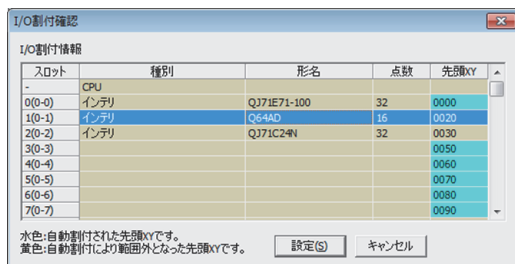 I/O割付確認
I/O割付情報
スロット 種別 形名 点数 先頭XY
- CPU
0(0-0) インテリ QJ71E71-100 32 0000
1(0-1) インテリ Q64AD 16 0020
2(0-2) インテリ QJ71C24N 32 0030
3(0-3) 0050
4(0-4) 0060
5(0-5) 0070
6(0-6) 0080
7(0-7) 0090
水色:自動割付された先頭XYです。
黄色:自動割付により範囲外となった先頭XYです。
設定(S) キャンセル